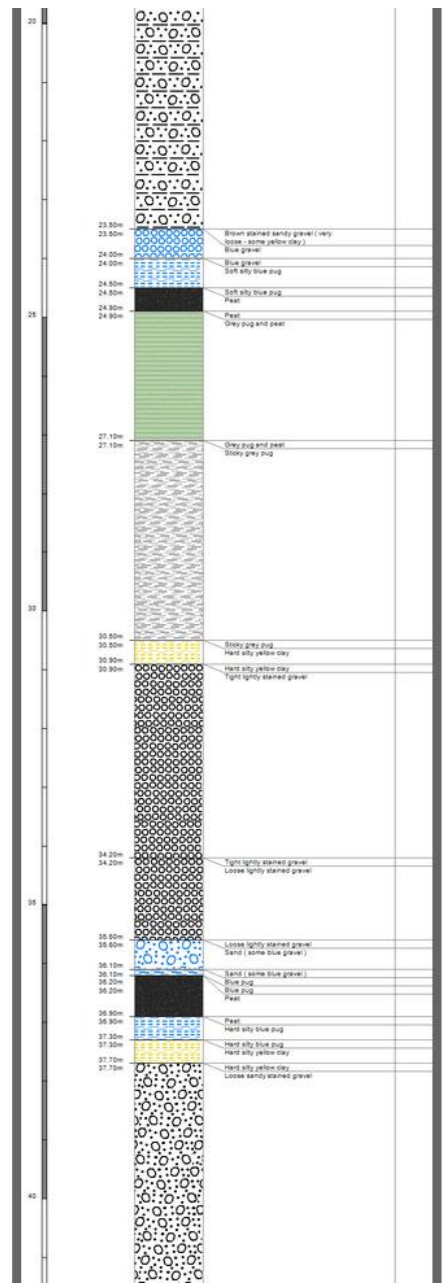 20
23.50m
23.50m
Brown stained sandy gravel ( very
loose - some yellow clay )
Blue gravel
24.00m
24.00m
Blue gravel
Soft silty blue pug
24.50m
24.50m
Soft silty blue pug
Peat
24.90m
24.90m
Peat
Grey pug and peat
25
27.10m
27.10m
Grey pug and peat
Sticky grey pug
30
30.50m
30.50m
Sticky grey pug
Hard silty yellow clay
30.90m
30.90m
Hard silty yellow clay
Tight lightly stained gravel
34.20m
34.20m
Tight lightly stained gravel
Loose lightly stained gravel
35
35.60m
35.60m
Loose lightly stained gravel
Sand ( some blue gravel )
36.10m
36.10m
Sand ( some blue gravel )
Blue pug
36.20m
36.20m
Blue pug
Peat
36.90m
36.90m
Peat
Hard silty blue pug
37.30m
37.30m
Hard silty blue pug
Hard silty yellow clay
37.70m
37.70m
Hard silty yellow clay
Loose sandy stained gravel
40